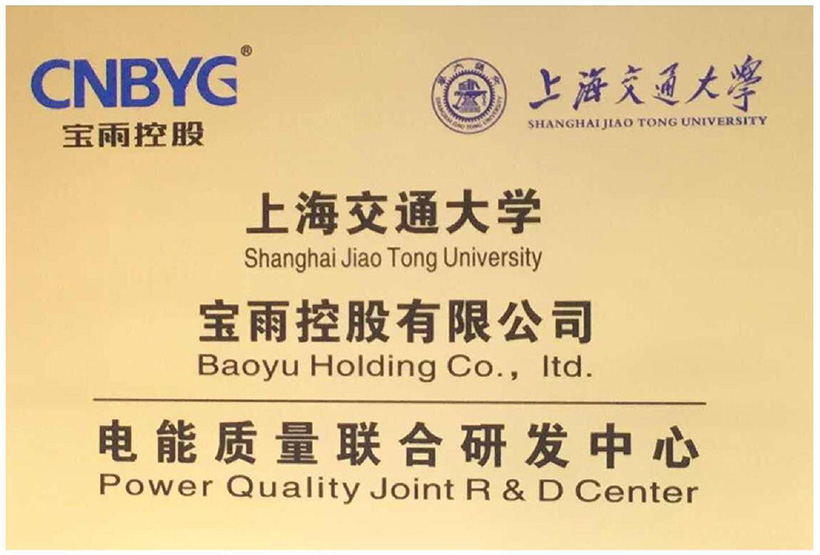 CNBYG®
宝雨控股
上海交通大学
SHANGHAI JIAO TONG UNIVERSITY
上海交通大学
Shanghai Jiao Tong University
宝雨控股有限公司
Baoyu Holding Co., ltd.
电能质量联合研发中心
Power Quality Joint R & D Center